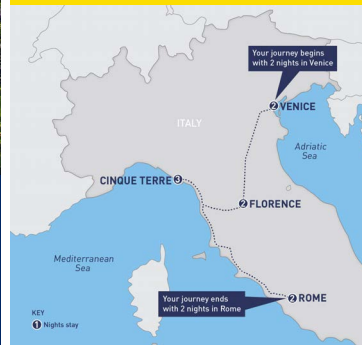 Your journey begins
with 2 nights in Venice
2 VENICE
ITALY
Adriatic
Sea
CINQUE TERRE 3
2 FLORENCE
Mediterranean
Sea
Your journey ends
with 2 nights in Rome
2 ROME
KEY
1 Nights stay